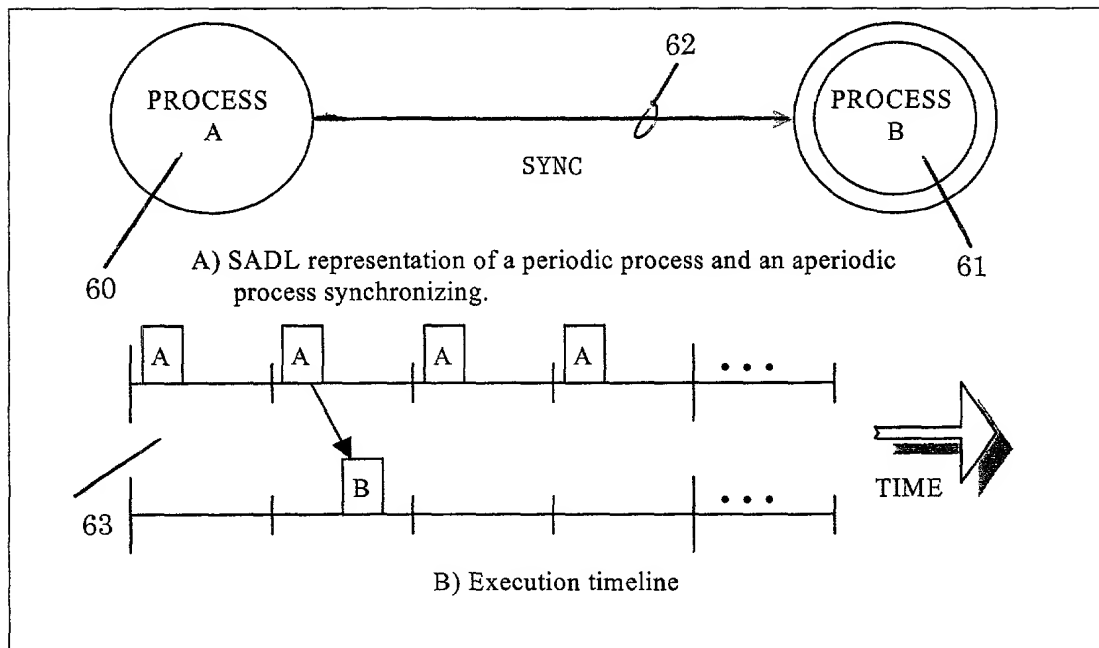 62
PROCESS
A
PROCESS
B
SYNC
60
61
A) SADL representation of a periodic process and an aperiodic
process synchronizing.
A
A
A
A
• • •
B
• • •
TIME
63
B) Execution timeline